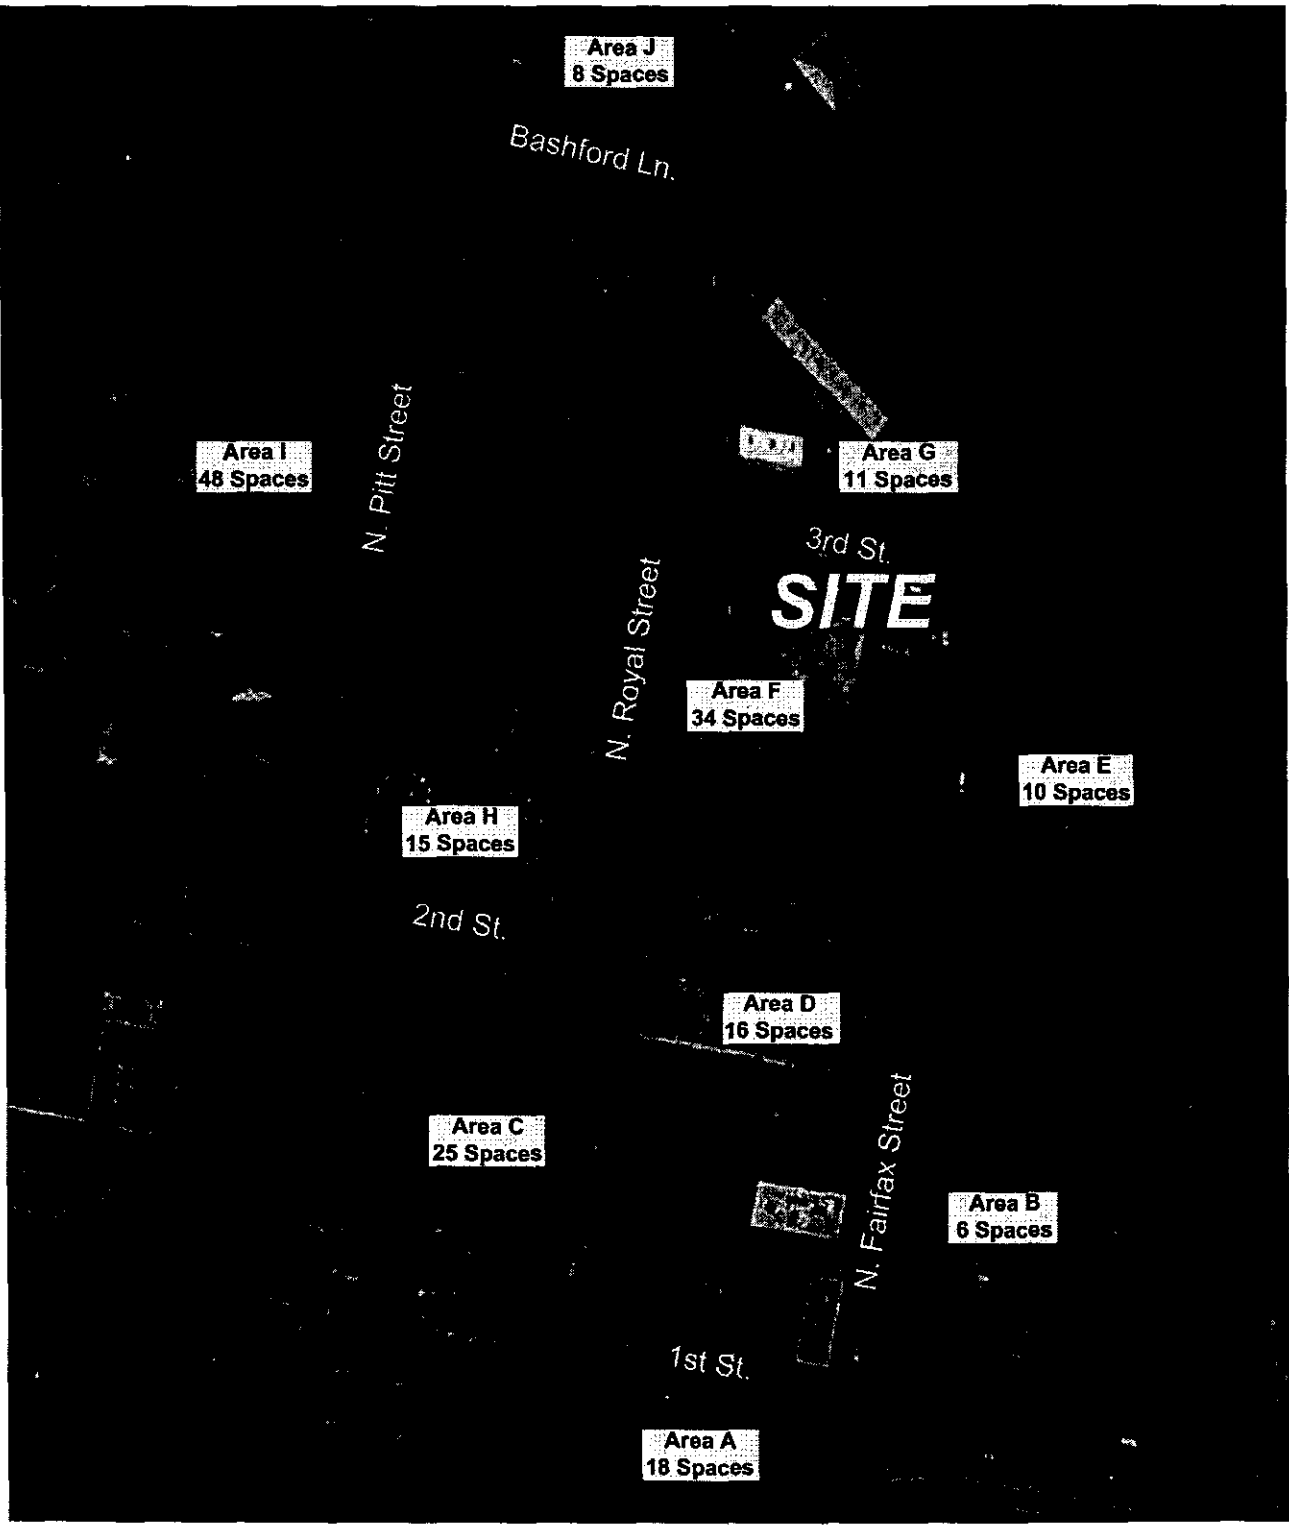 Area J
8 Spaces
Bashford Ln.
N. Pitt Street
Area I
48 Spaces
Area G
11 Spaces
3rd St.
SITE
N. Royal Street
Area F
34 Spaces
Area E
10 Spaces
Area H
15 Spaces
2nd St.
Area D
16 Spaces
N. Fairfax Street
Area C
25 Spaces
Area B
6 Spaces
1st St.
Area A
18 Spaces